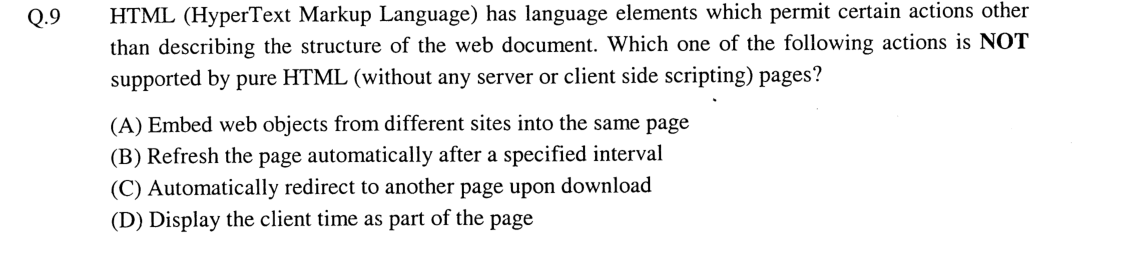 Q.9 HTML (HyperText Markup Language) has language elements which permit certain actions other
than describing the structure of the web document. Which one of the following actions is NOT
supported by pure HTML (without any server or client side scripting) pages?
(A) Embed web objects from different sites into the same page
(B) Refresh the page automatically after a specified interval
(C) Automatically redirect to another page upon download
(D) Display the client time as part of the page